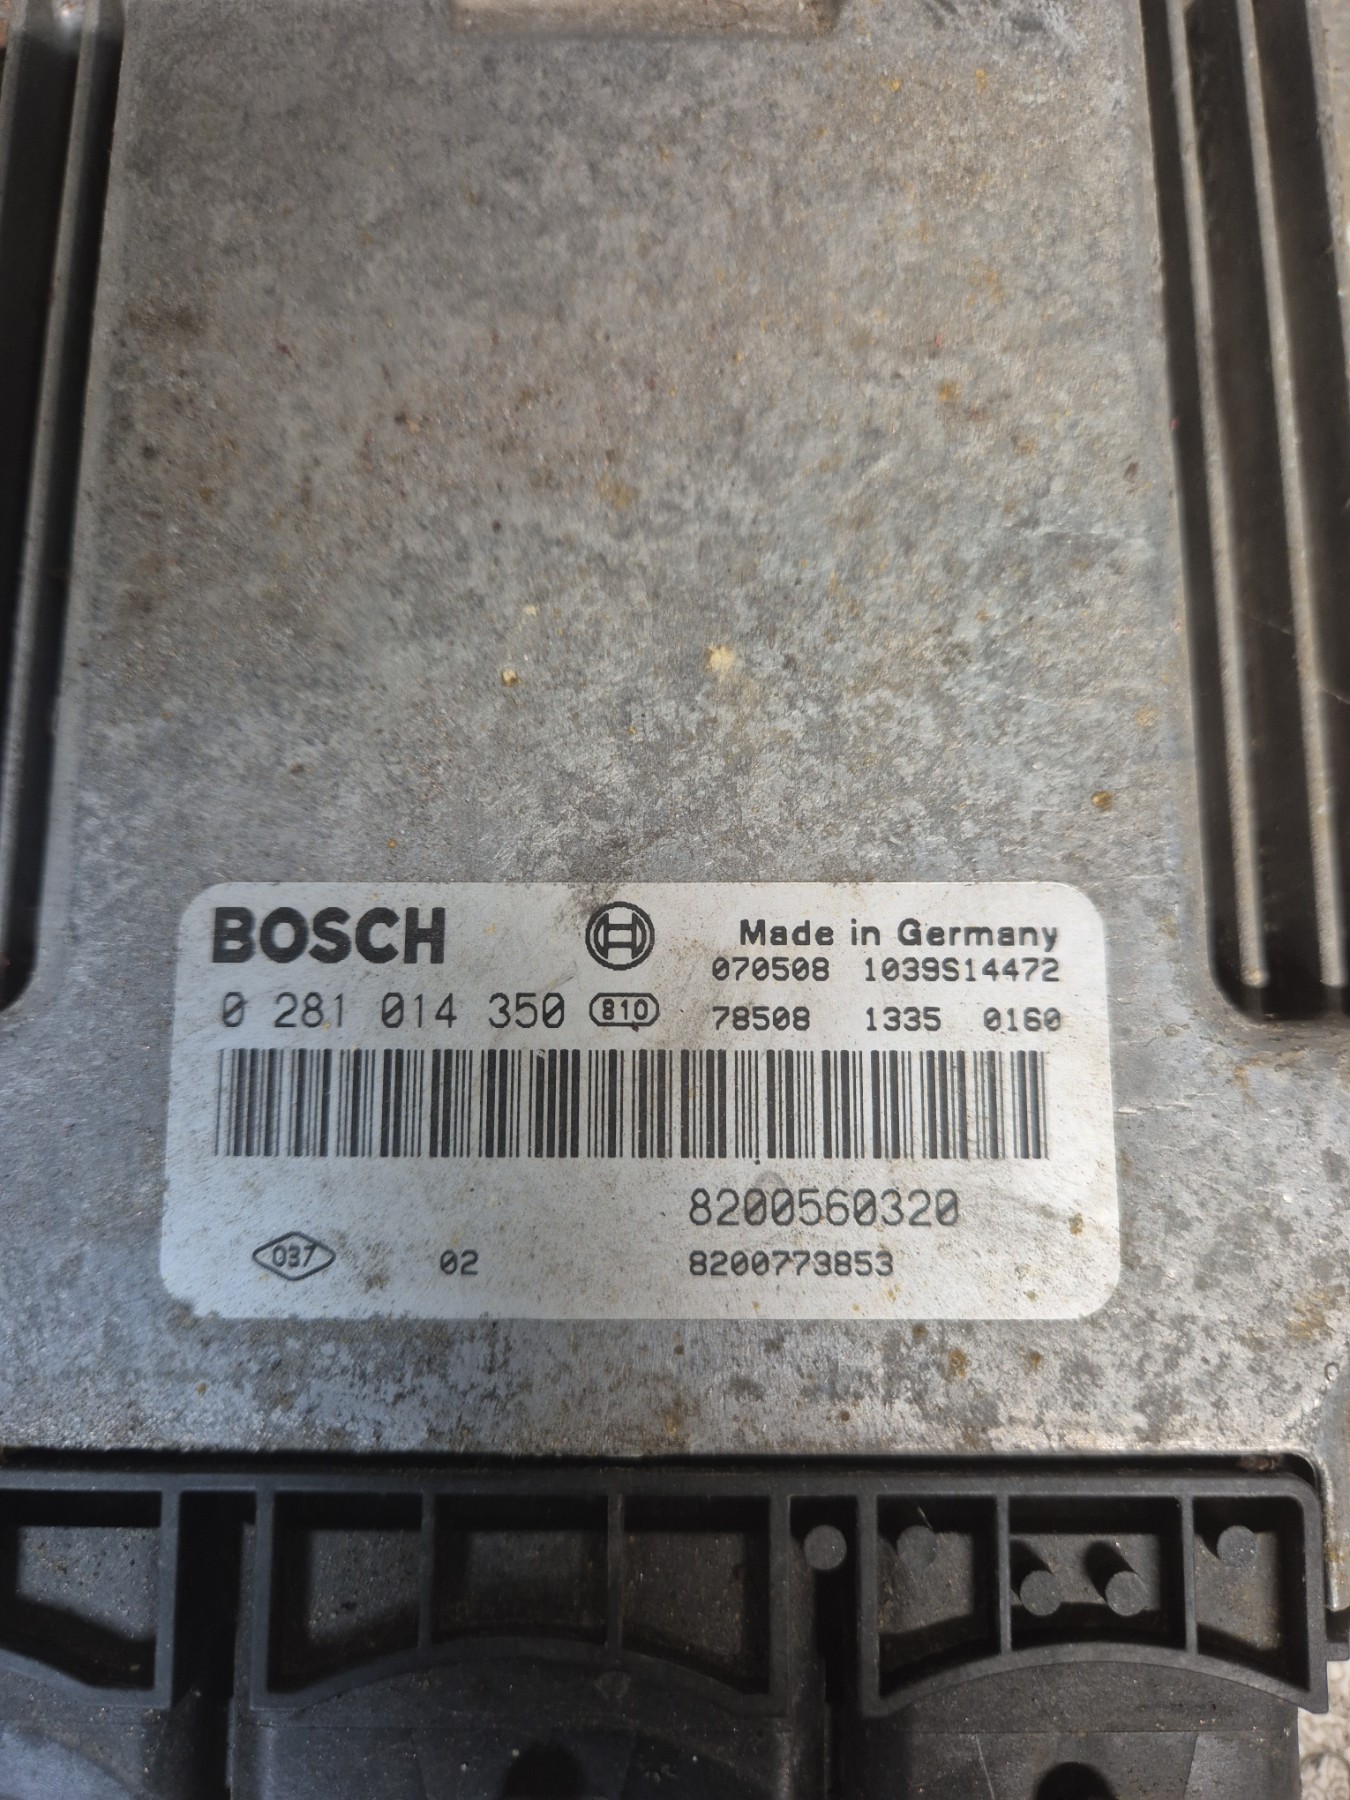 BOSCH
Made in Germany
070508 1039S14472
0 281 014 350 810
78508 1335 0160
8200560320
037 02 8200773853